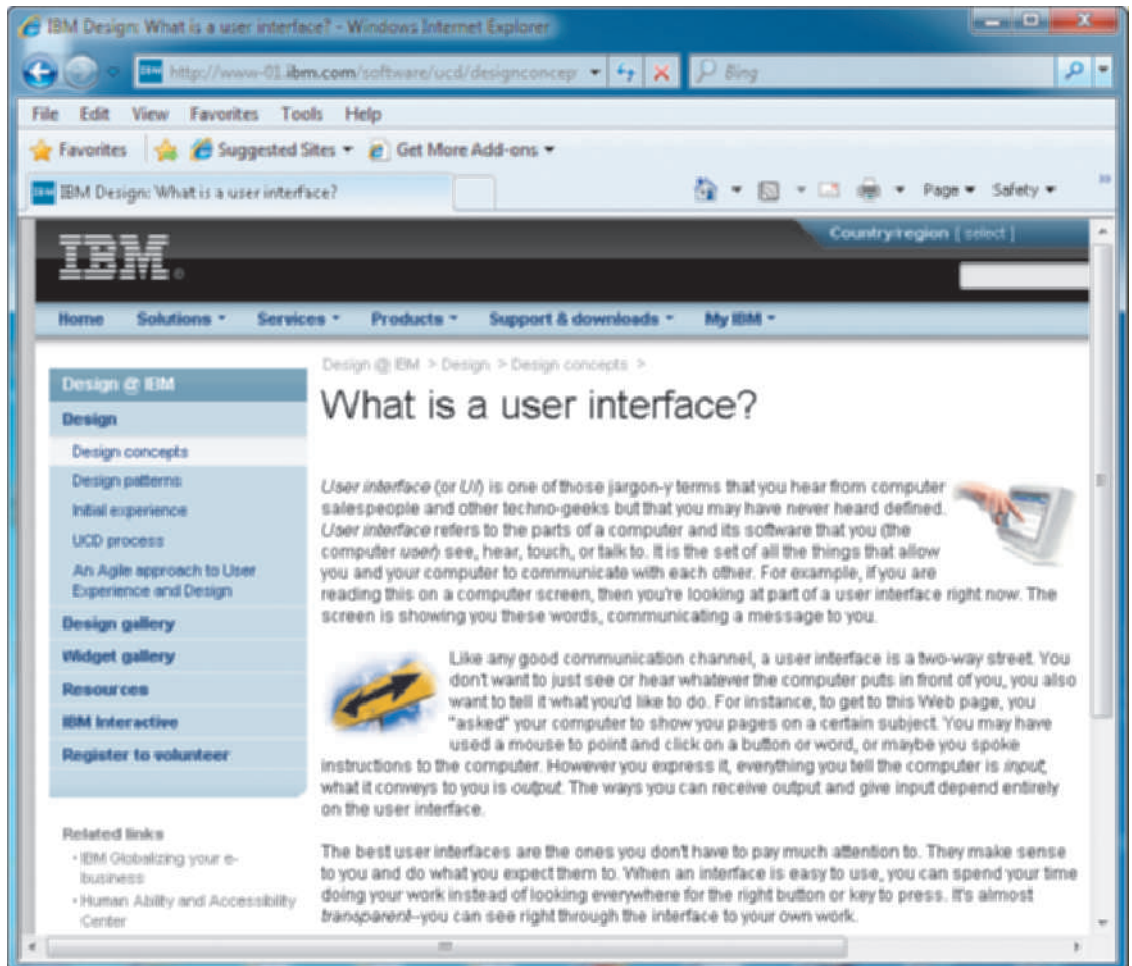 IBM Design: What is a user interface? - Windows Internet Explorer
http://www-01.ibm.com/software/ucd/designconcep
Bing
File Edit View Favorites Tools Help
Favorites Suggested Sites Get More Add-ons
IBM Design: What is a user interface?
Page Safety
Country/region [ select ]
IBM®
Home Solutions Services Products Support & downloads My IBM
Design @ IBM
Design
Design concepts
Design patterns
Initial experience
UCD process
An Agile approach to User
Experience and Design
Design gallery
Widget gallery
Resources
IBM Interactive
Register to volunteer
Related links
• IBM Globalizing your e-
business
• Human Ability and Accessibility
Center
Design @ IBM > Design > Design concepts >
What is a user interface?
User interface (or UI) is one of those jargon-y terms that you hear from computer
salespeople and other techno-geeks but that you may have never heard defined.
User interface refers to the parts of a computer and its software that you (the
computer user) see, hear, touch, or talk to. It is the set of all the things that allow
you and your computer to communicate with each other. For example, if you are
reading this on a computer screen, then you're looking at part of a user interface right now. The
screen is showing you these words, communicating a message to you.
Like any good communication channel, a user interface is a two-way street. You
don't want to just see or hear whatever the computer puts in front of you, you also
want to tell it what you'd like to do. For instance, to get to this Web page, you
"asked" your computer to show you pages on a certain subject. You may have
used a mouse to point and click on a button or word, or maybe you spoke
instructions to the computer. However you express it, everything you tell the computer is input,
what it conveys to you is output. The ways you can receive output and give input depend entirely
on the user interface.
The best user interfaces are the ones you don't have to pay much attention to. They make sense
to you and do what you expect them to. When an interface is easy to use, you can spend your time
doing your work instead of looking everywhere for the right button or key to press. It's almost
transparent--you can see right through the interface to your own work.